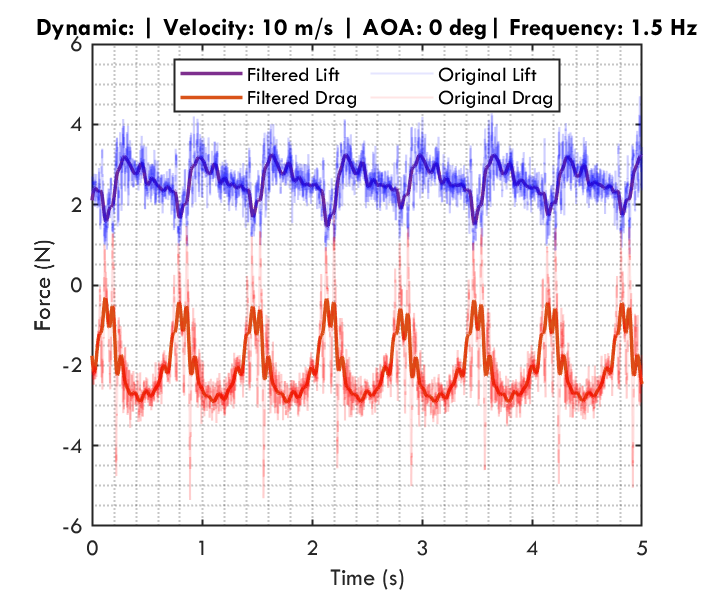 Dynamic: | Velocity: 10 m/s | AOA: 0 deg| Frequency: 1.5 Hz
Filtered Lift
Original Lift
Filtered Drag
Original Drag
6
4
2
0
-2
-4
-6
Force (N)
0
1
2
3
4
5
Time (s)